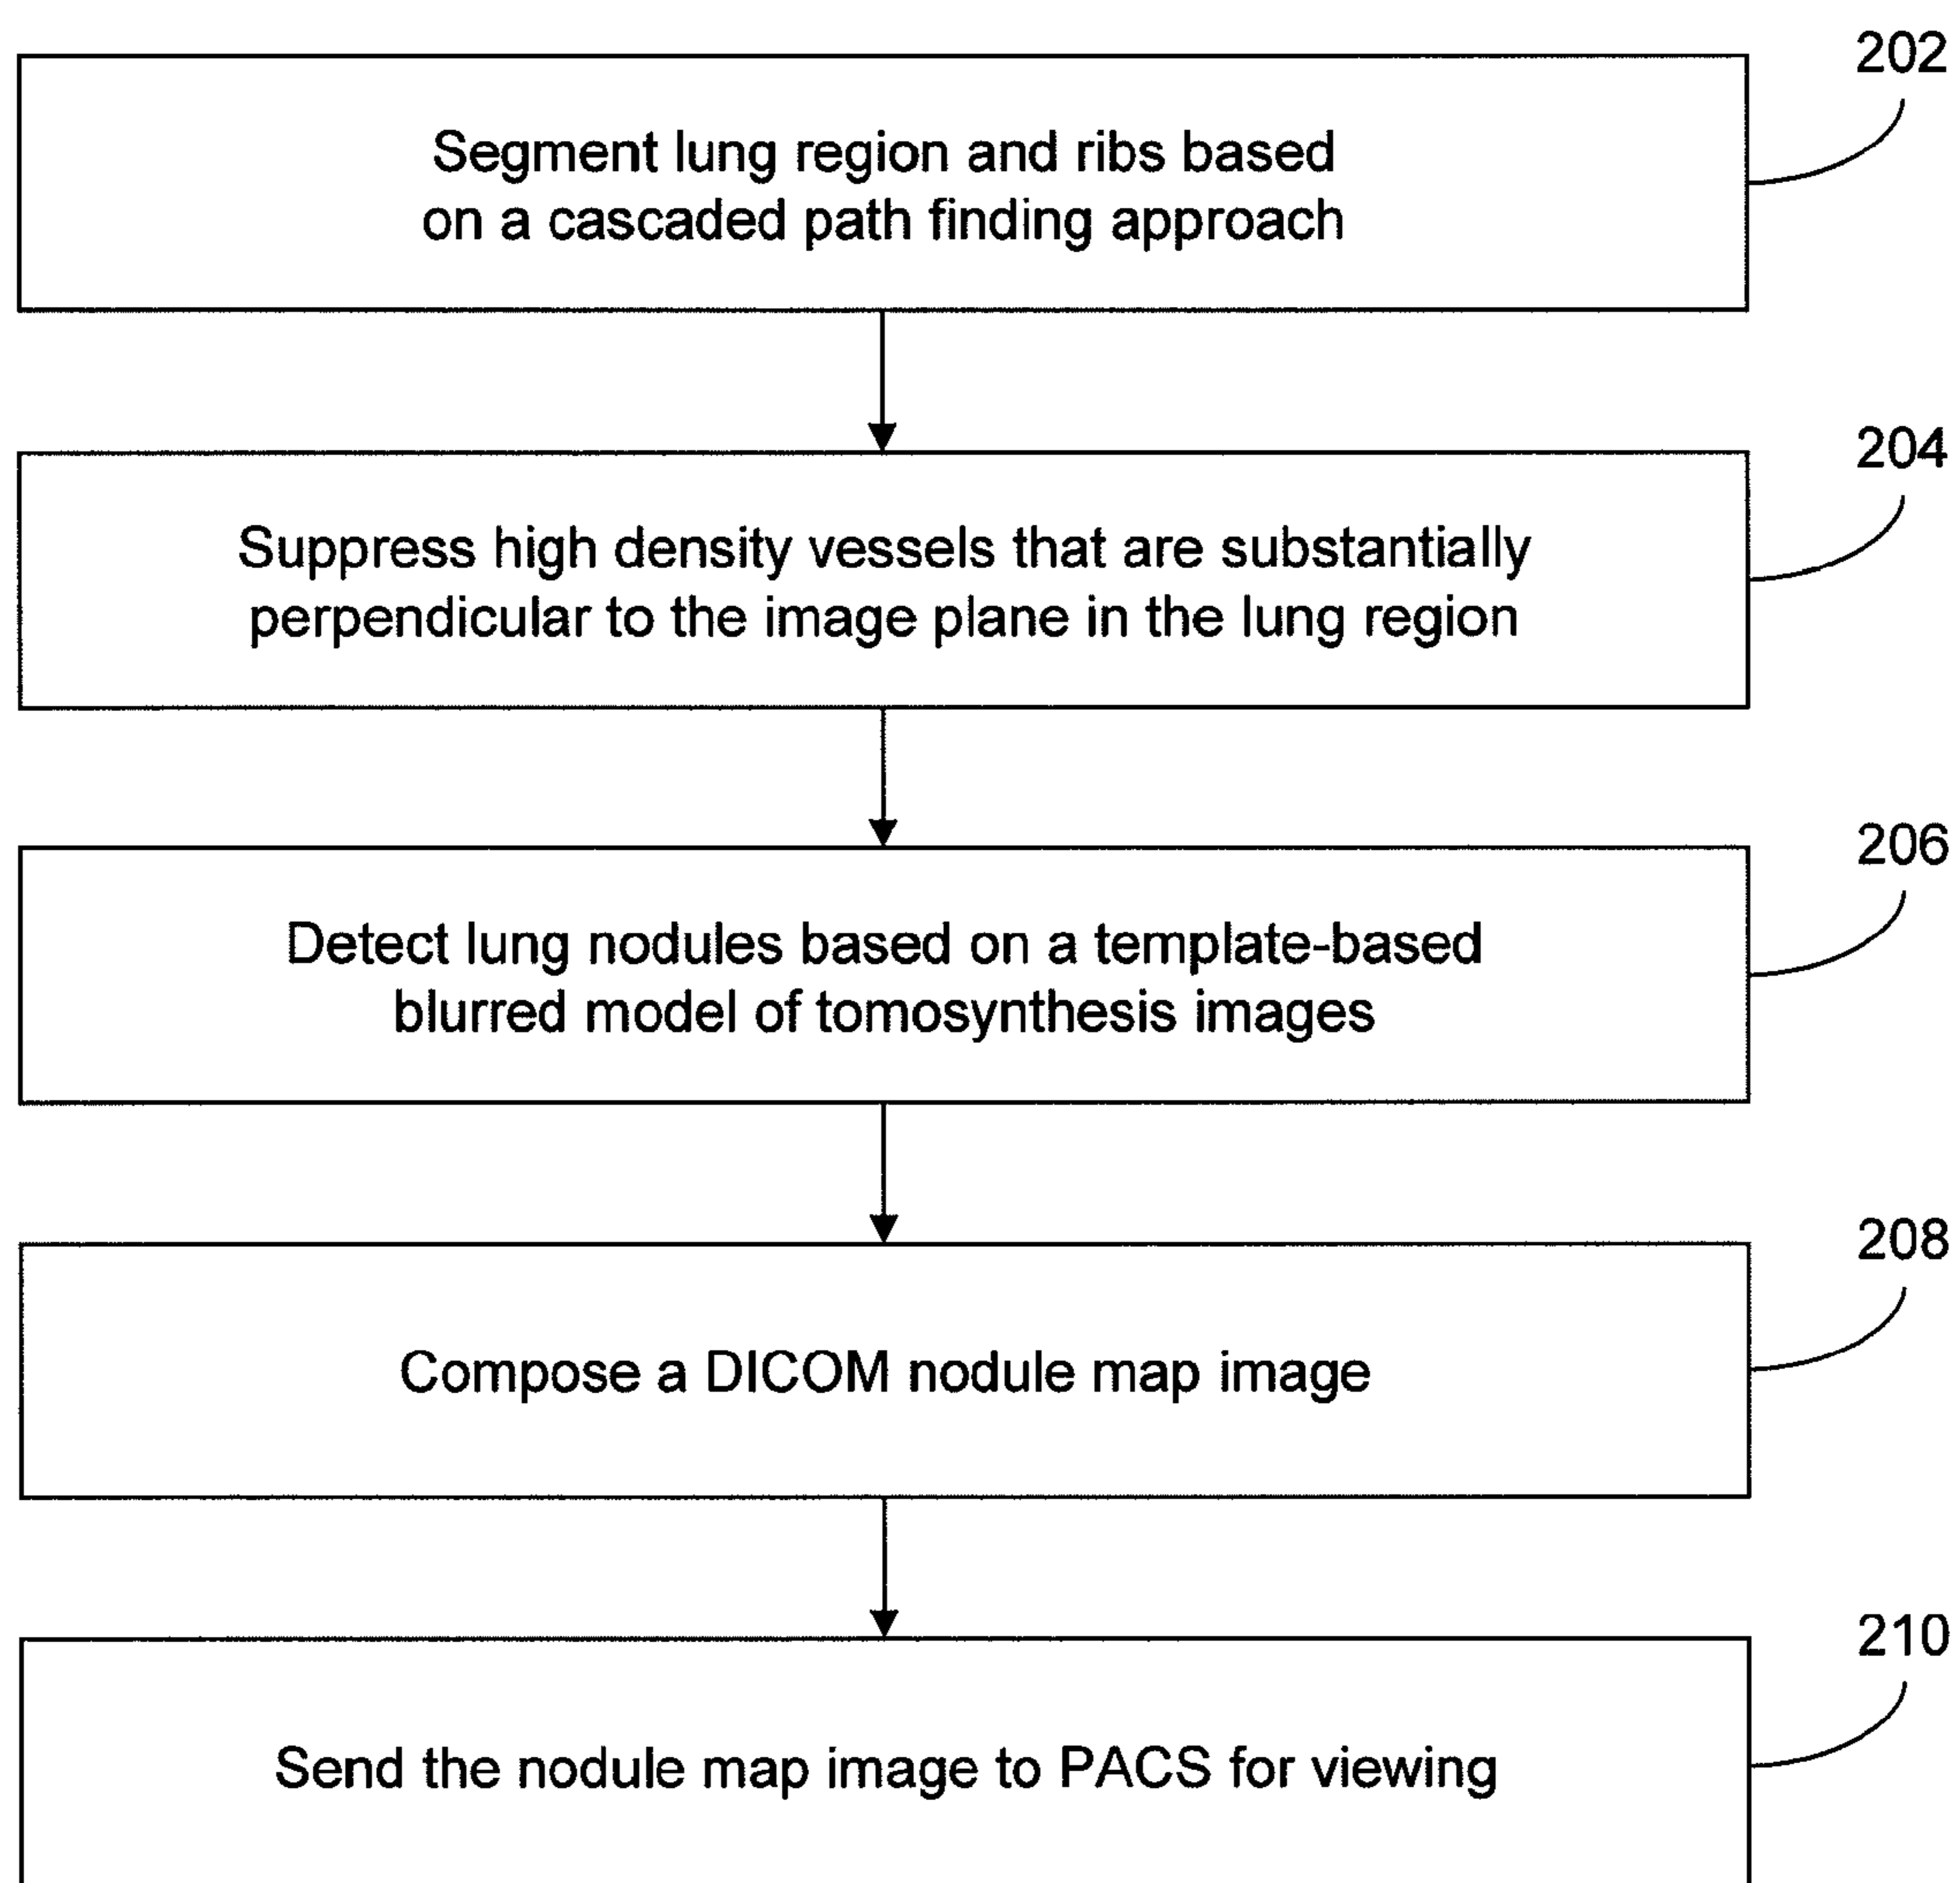 202
Segment lung region and ribs based
on a cascaded path finding approach
204
Suppress high density vessels that are substantially
perpendicular to the image plane in the lung region
206
Detect lung nodules based on a template-based
blurred model of tomosynthesis images
208
Compose a DICOM nodule map image
210
Send the nodule map image to PACS for viewing